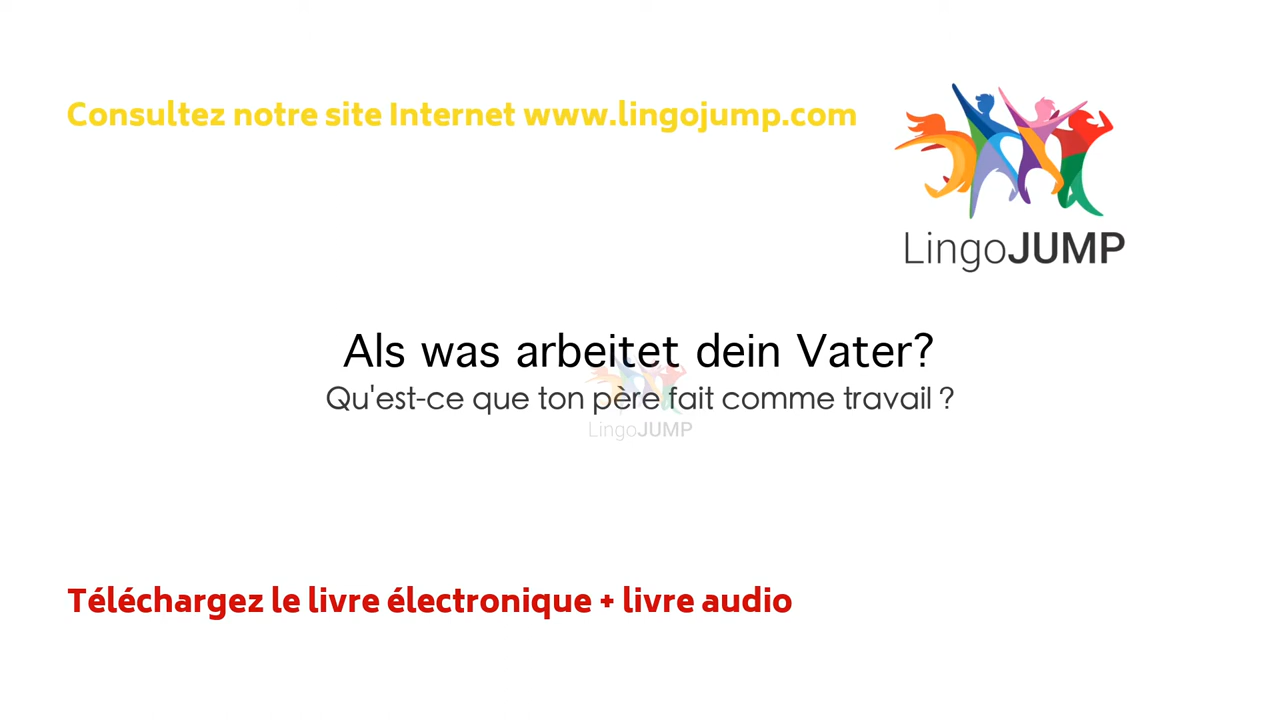 Consultez notre site Internet www.lingojump.com
LingoJUMP
Als was arbeitet dein Vater?
Qu'est-ce que ton père fait comme travail ?
LingoJUMP
Téléchargez le livre électronique + livre audio